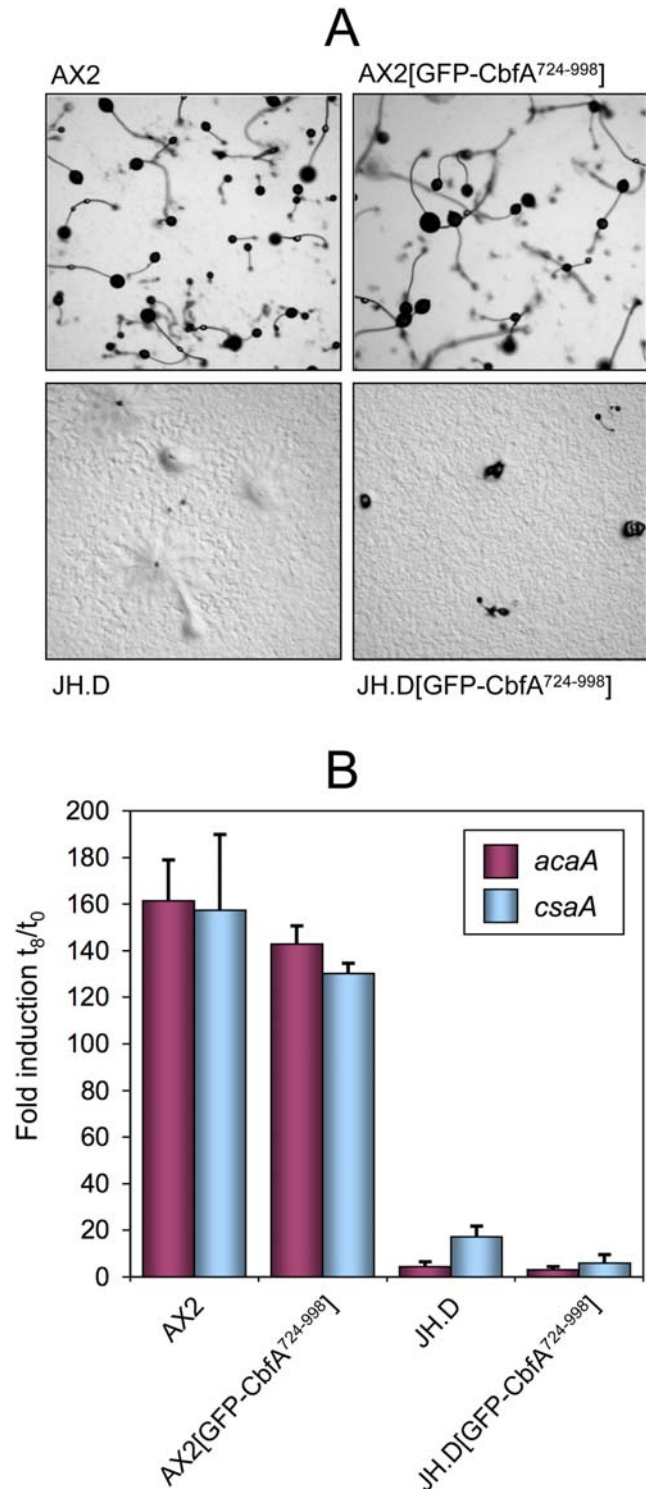 A
AX2 AX2[GFP-CbfA⁷²⁴⁻⁹⁹⁸]
JH.D JH.D[GFP-CbfA⁷²⁴⁻⁹⁹⁸]
B
Fold induction t₈/t₀
200
180
160
140
120
100
80
60
40
20
0
acaA
csaA
AX2
AX2[GFP-CbfA⁷²⁴⁻⁹⁹⁸]
JH.D
JH.D[GFP-CbfA⁷²⁴⁻⁹⁹⁸]